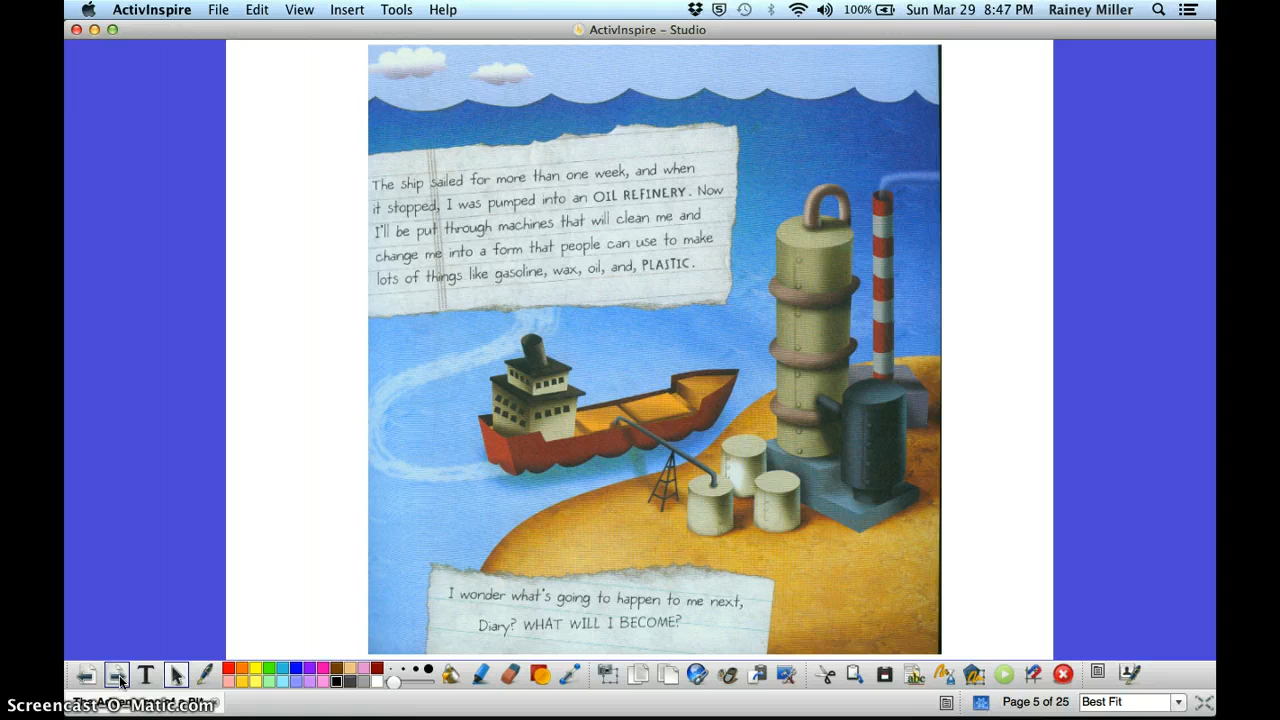 ActivInspire File Edit View Insert Tools Help 100% Sun Mar 29 8:47 PM Rainey Miller
ActivInspire – Studio
The ship sailed for more than one week, and when
it stopped, I was pumped into an OIL REFINERY. Now
I'll be put through machines that will clean me and
change me into a form that people can use to make
lots of things like gasoline, wax, oil, and, PLASTIC.
I wonder what's going to happen to me next,
Diary? WHAT WILL I BECOME?
Page 5 of 25 Best Fit
Screencast-O-Matic.com